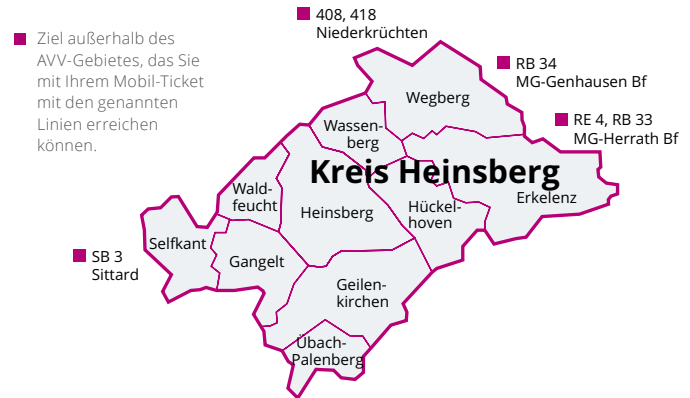 Ziel außerhalb des
AVV-Gebietes, das Sie
mit Ihrem Mobil-Ticket
mit den genannten
Linien erreichen
können.
408, 418
Niederkrüchten
RB 34
MG-Genhausen Bf
RE 4, RB 33
MG-Herrath Bf
Wegberg
Wassen-
berg
Kreis Heinsberg
Wald-
feucht
Heinsberg
Hückel-
hoven
Erkelenz
Selfkant
SB 3
Sittard
Gangelt
Geilen-
kirchen
Übach-
Palenberg